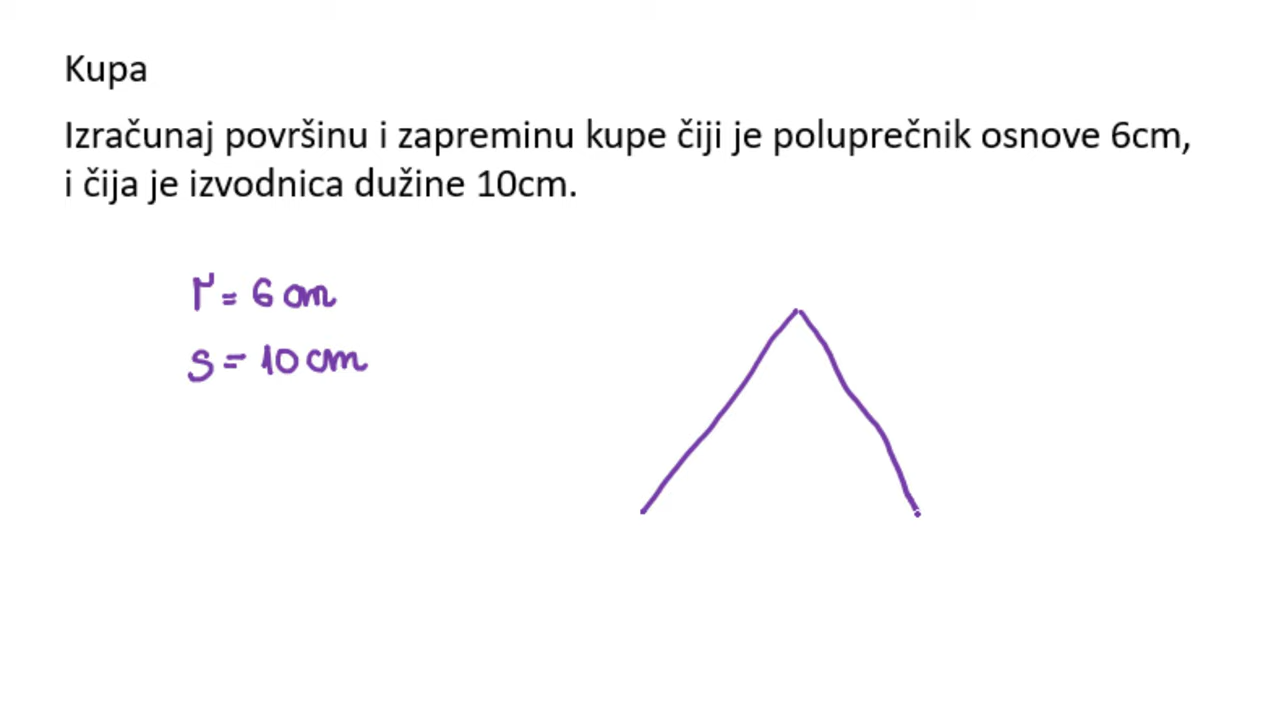 Kupa
Izračunaj površinu i zapreminu kupe čiji je poluprečnik osnove 6cm,
i čija je izvodnica dužine 10cm.
r = 6 cm
s = 10 cm